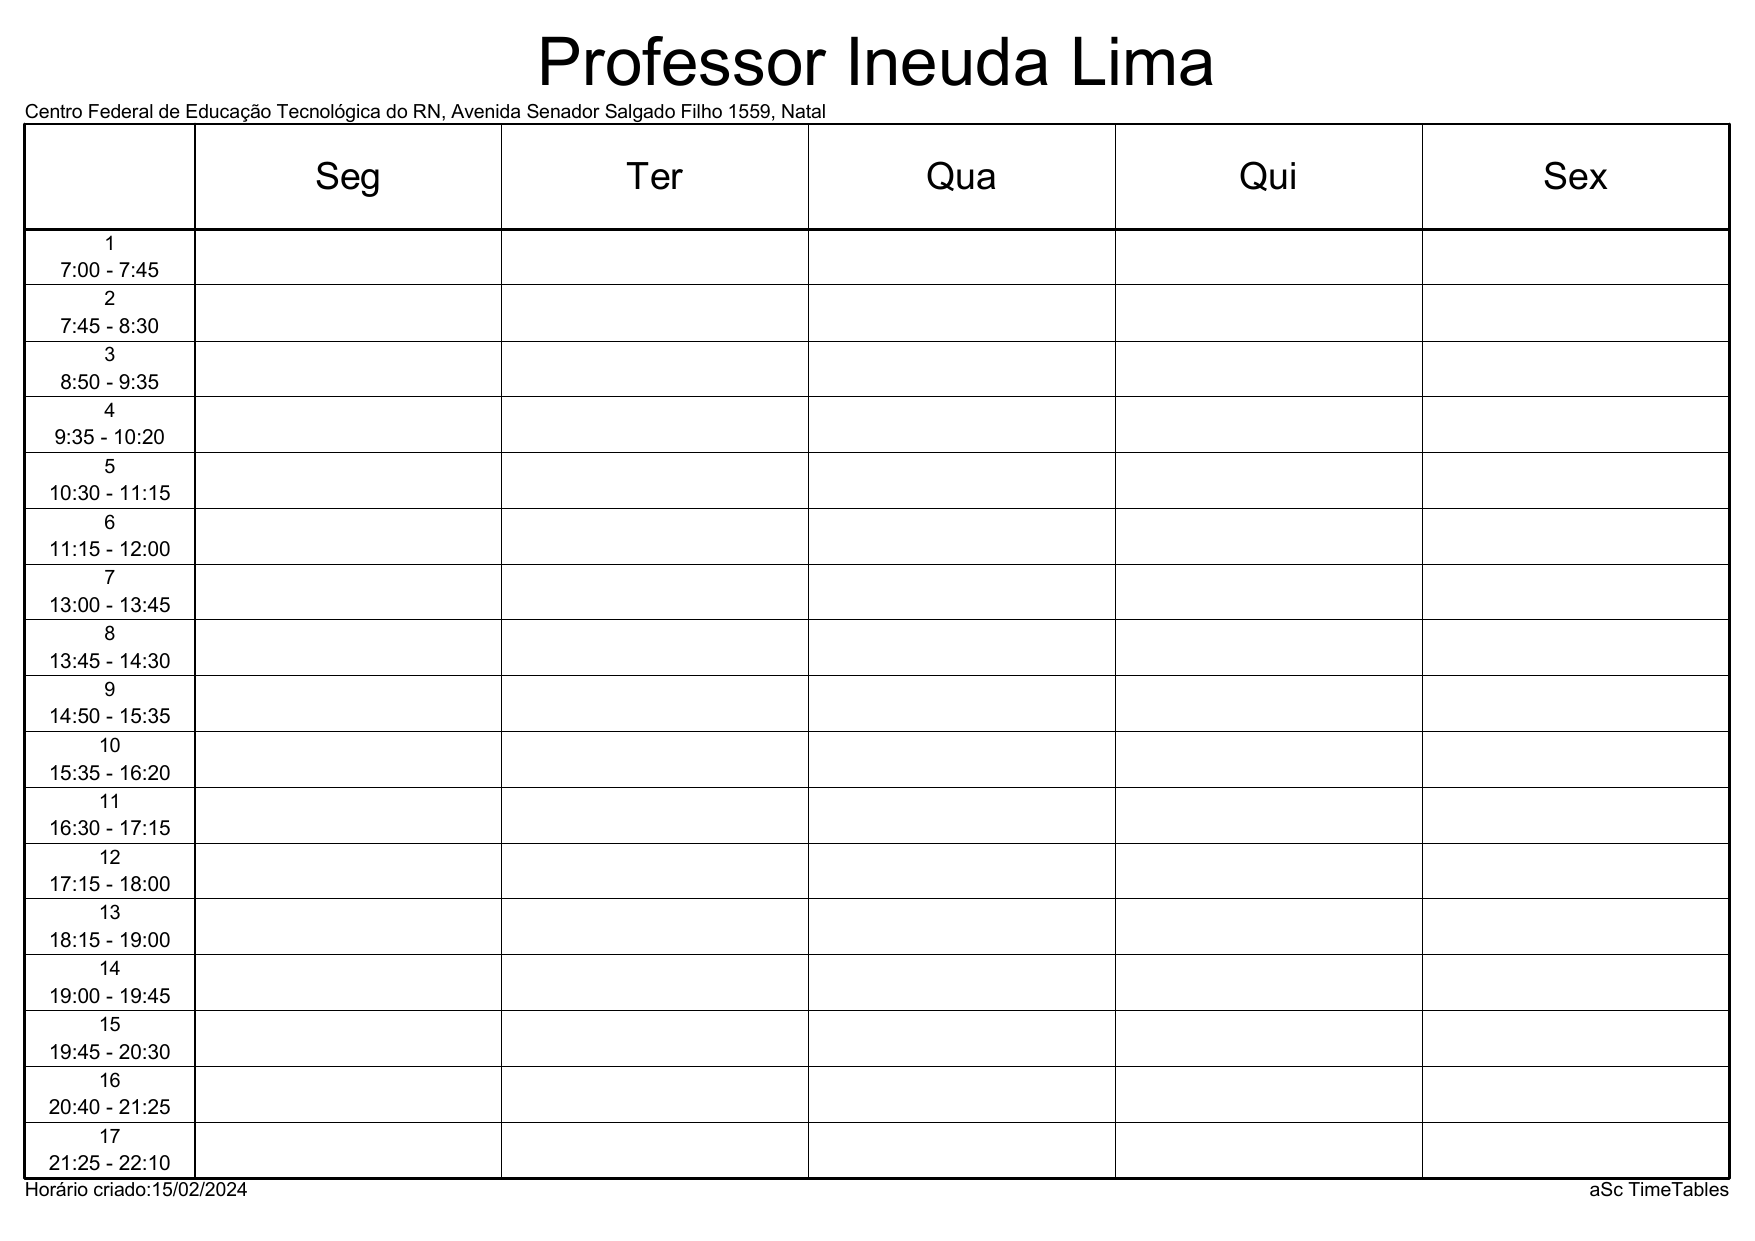 Professor Ineuda Lima
Centro Federal de Educação Tecnológica do RN, Avenida Senador Salgado Filho 1559, Natal
Seg Ter Qua Qui Sex
1
7:00 - 7:45
2
7:45 - 8:30
3
8:50 - 9:35
4
9:35 - 10:20
5
10:30 - 11:15
6
11:15 - 12:00
7
13:00 - 13:45
8
13:45 - 14:30
9
14:50 - 15:35
10
15:35 - 16:20
11
16:30 - 17:15
12
17:15 - 18:00
13
18:15 - 19:00
14
19:00 - 19:45
15
19:45 - 20:30
16
20:40 - 21:25
17
21:25 - 22:10
Horário criado:15/02/2024 aSc TimeTables